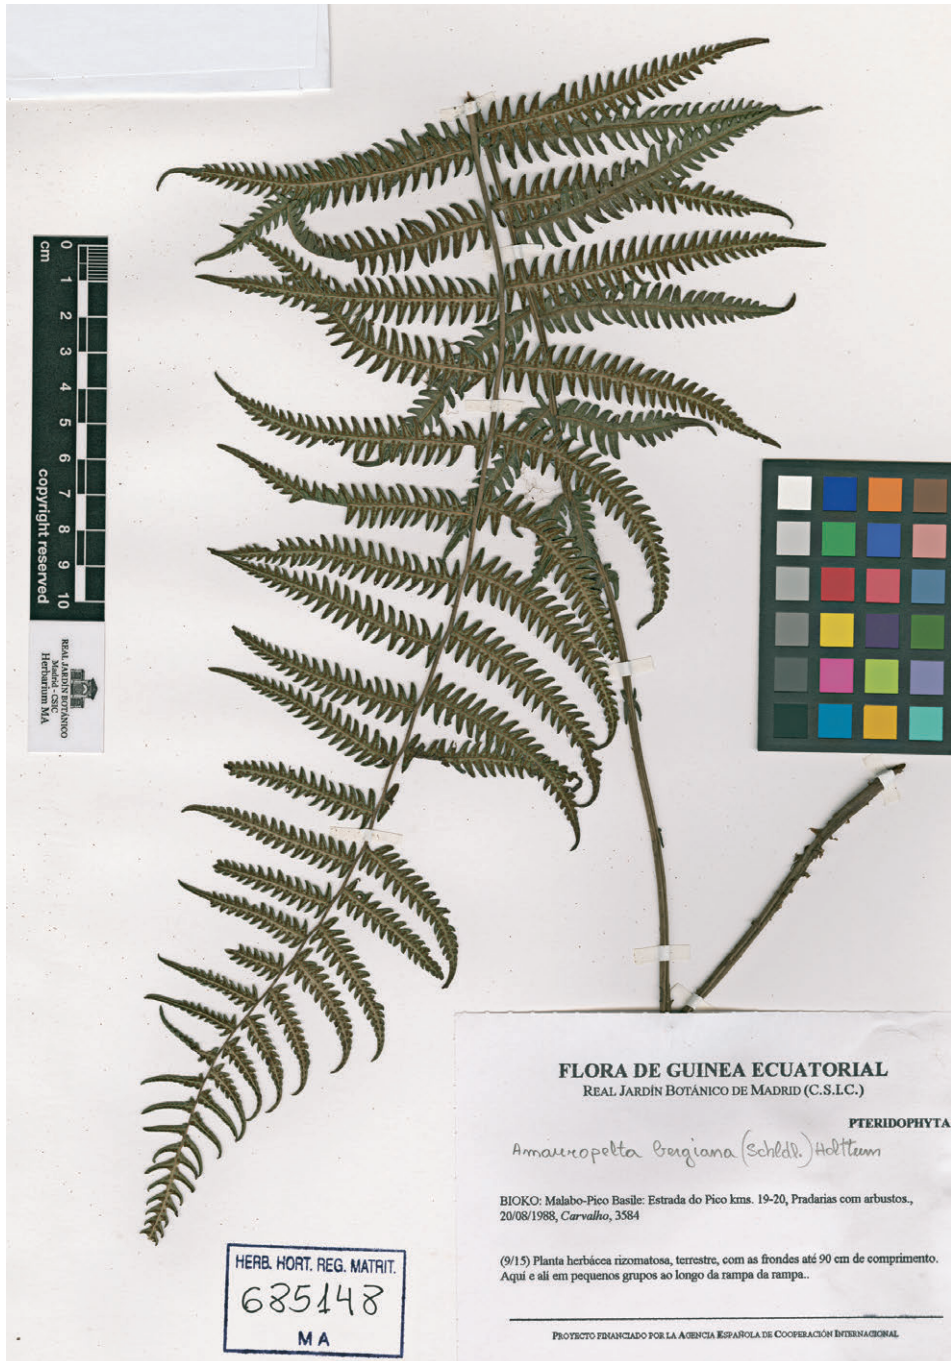 cm
0
1
2
3
4
5
6
7
8
9
10
copyright reserved
REAL JARDÍN BOTÁNICO
Madrid - CSIC
Herbarium MA
FLORA DE GUINEA ECUATORIAL
REAL JARDÍN BOTÁNICO DE MADRID (C.S.I.C.)
PTERIDOPHYTA
Amauropelta bergiana (Schldl.) Holttum
BIOKO: Malabo-Pico Basile: Estrada do Pico kms. 19-20, Pradarias com arbustos.,
20/08/1988, Carvalho, 3584
(9/15) Planta herbácea rizomatosa, terrestre, com as frondes até 90 cm de comprimento.
Aqui e ali em pequenos grupos ao longo da rampa da rampa..
PROYECTO FINANCIADO POR LA AGENCIA ESPAÑOLA DE COOPERACIÓN INTERNACIONAL
HERB. HORT. REG. MATRIT.
685148
MA